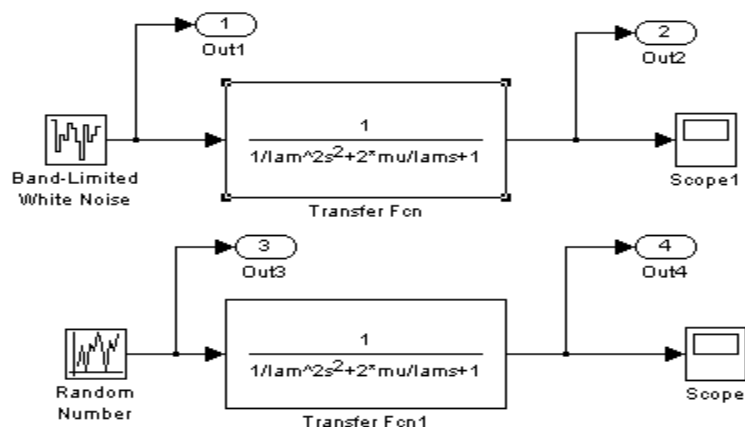 1
Out1
2
Out2
1
1/lam^2s²+2*mu/lams+1
Band-Limited
White Noise
Scope1
Transfer Fcn
3
Out3
4
Out4
1
1/lam^2s²+2*mu/lams+1
Random
Number
Scope
Transfer Fcn1